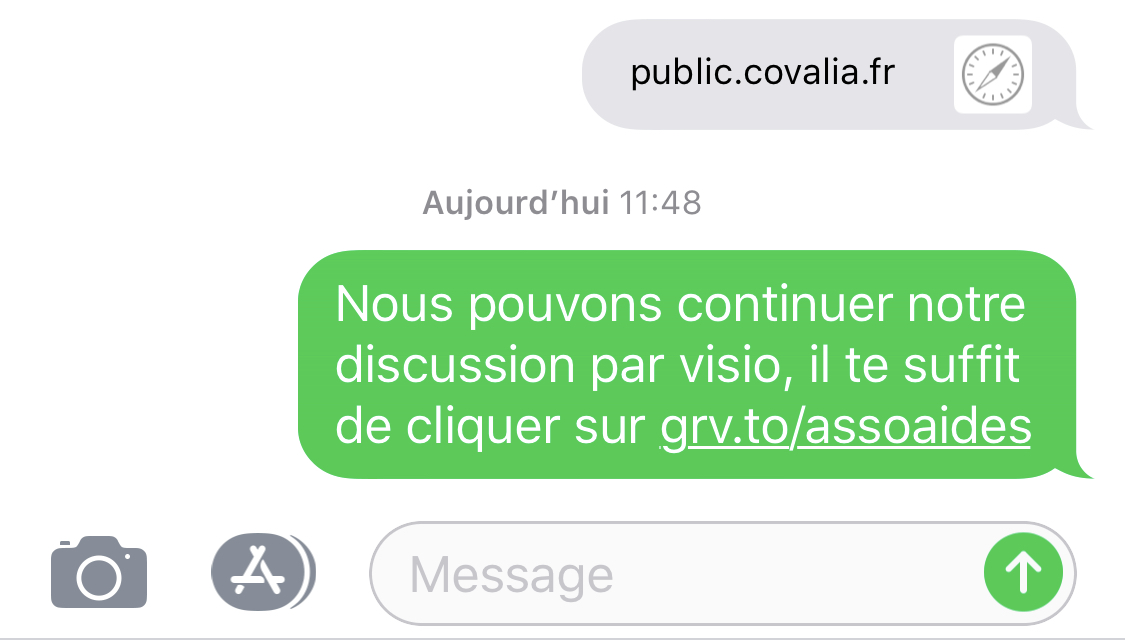 public.covalia.fr
Aujourd’hui 11:48
Nous pouvons continuer notre
discussion par visio, il te suffit
de cliquer sur grv.to/assoaides
Message